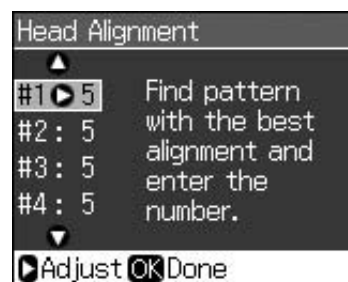 Head Alignment
#1 5
#2: 5
#3: 5
#4: 5
Find pattern
with the best
alignment and
enter the
number.
Adjust OK Done